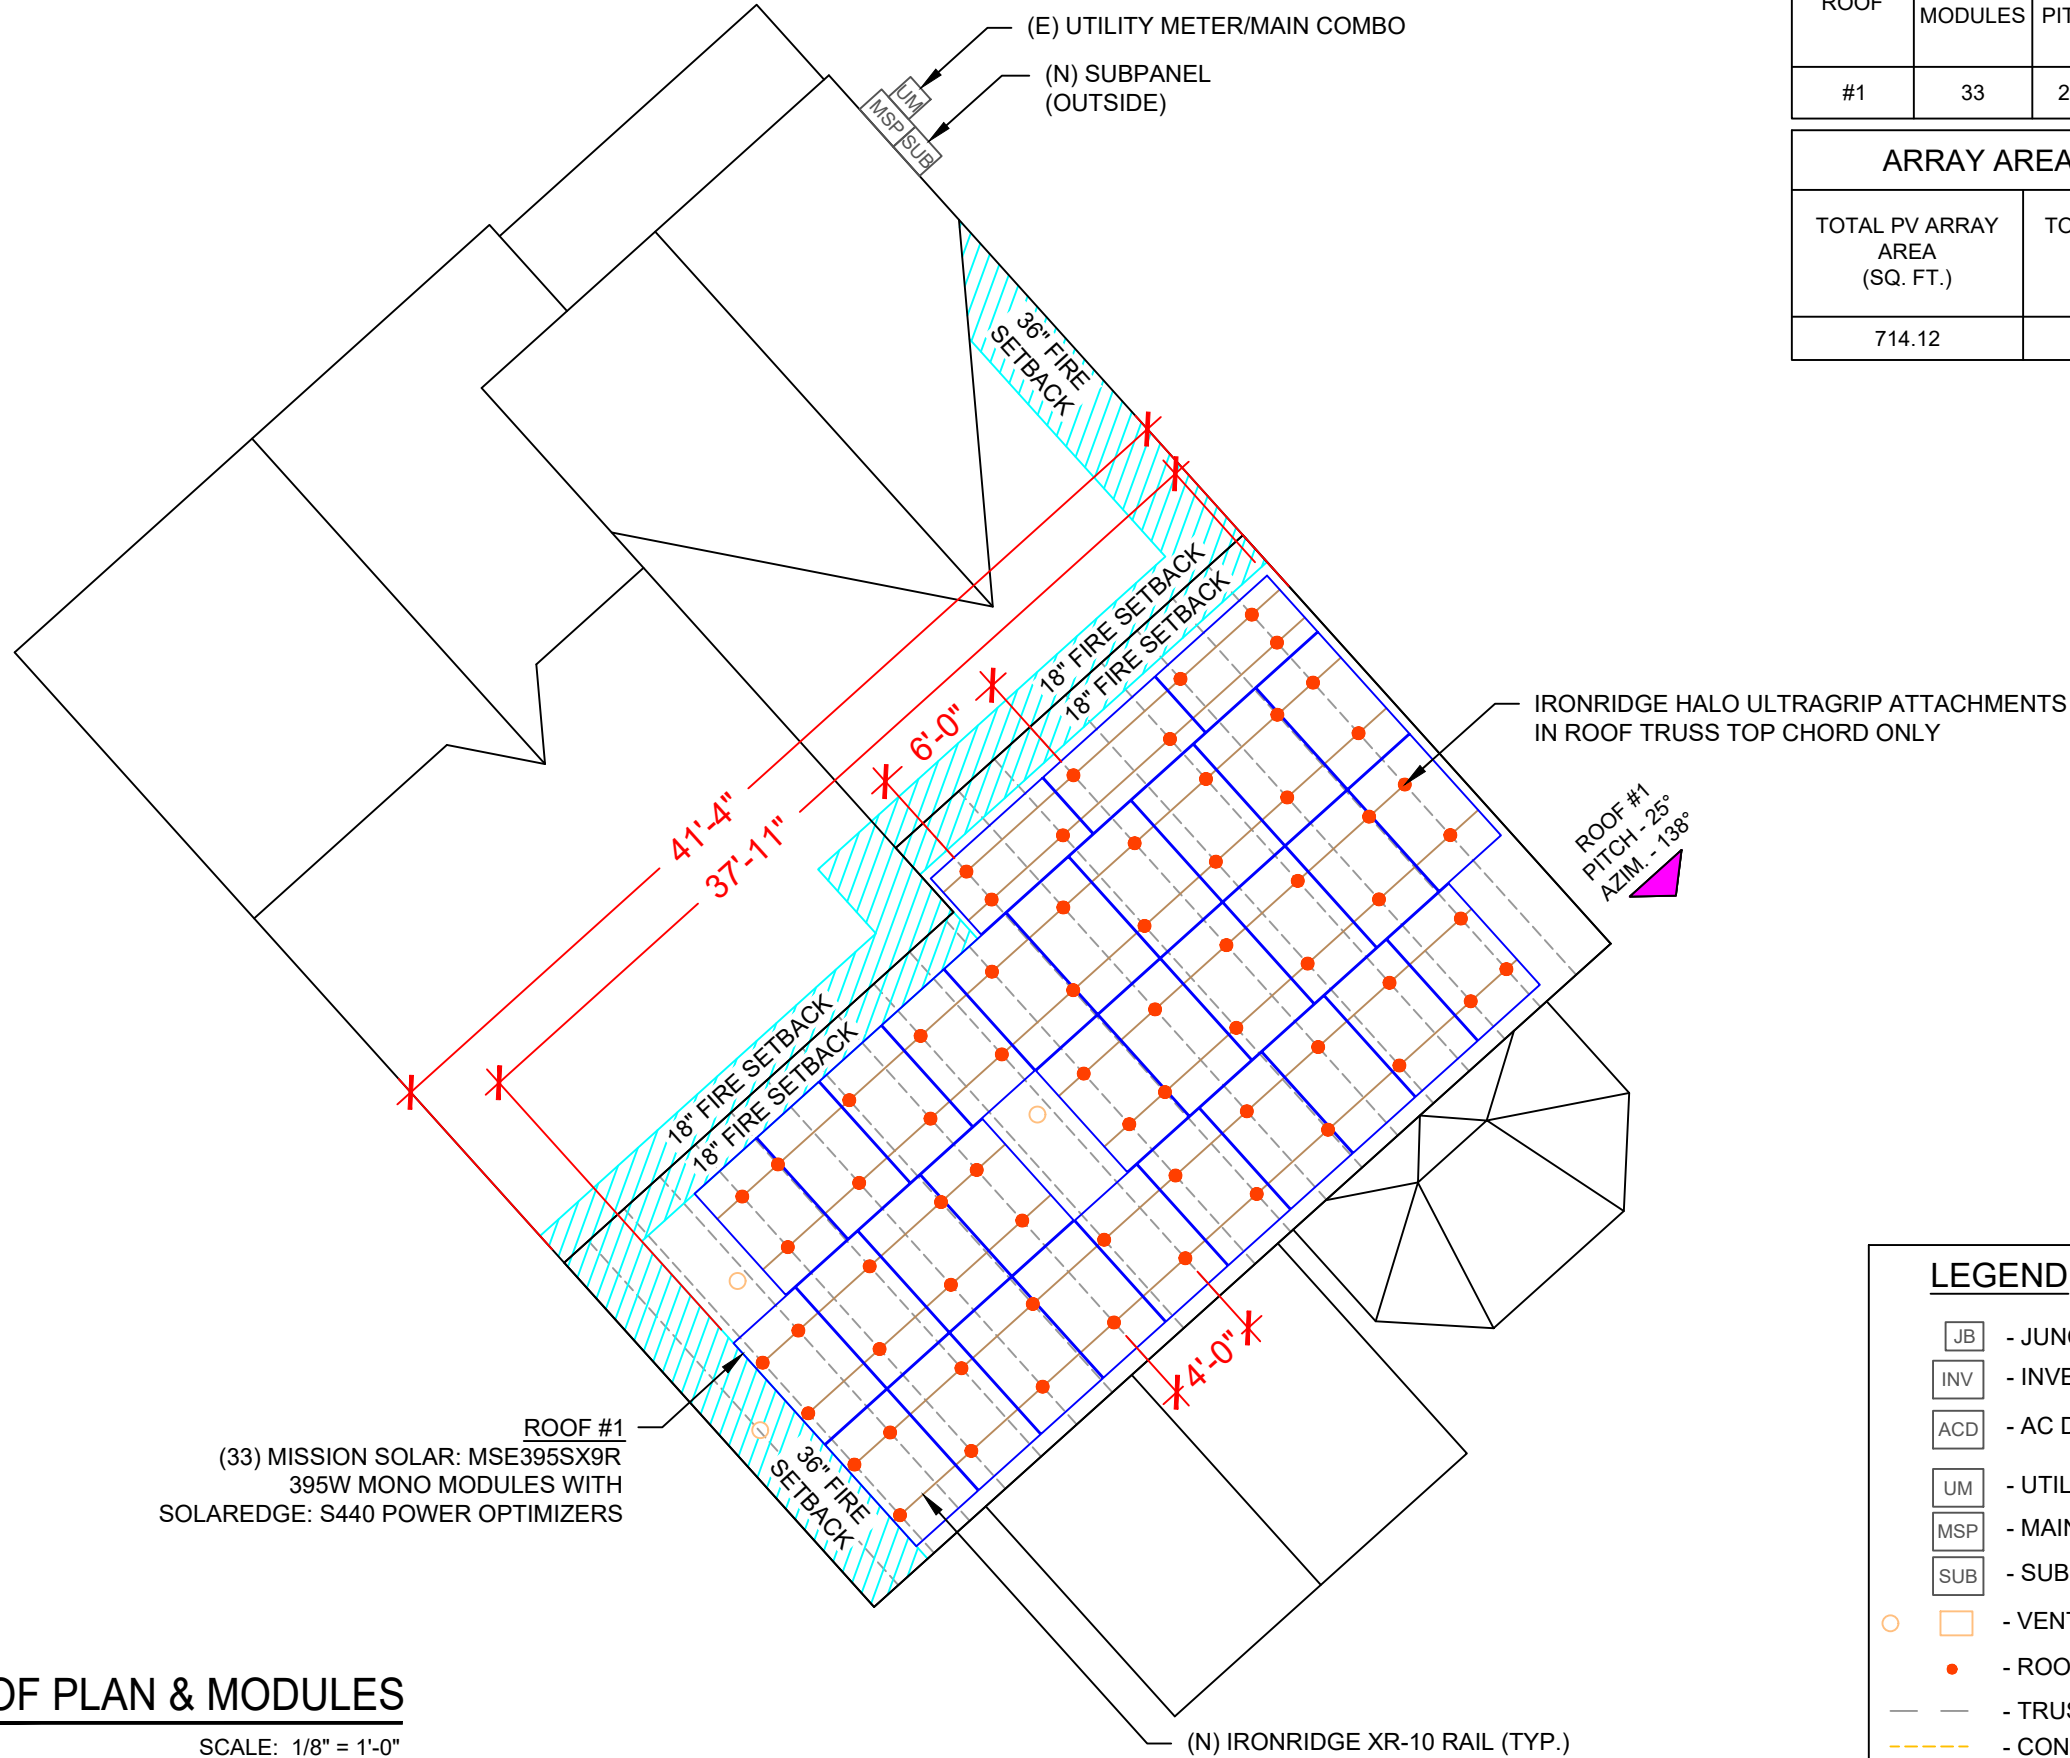 (E) UTILITY METER/MAIN COMBO
(N) SUBPANEL
(OUTSIDE)
UM
MSP
SUB
ROOF
MODULES
#1
33
2
ARRAY AREA
TOTAL PV ARRAY
AREA
(SQ. FT.)
714.12
36" FIRE
SETBACK
18" FIRE SETBACK
18" FIRE SETBACK
6'-0"
41'-4"
37'-11"
IRONRIDGE HALO ULTRAGRIP ATTACHMENTS
IN ROOF TRUSS TOP CHORD ONLY
ROOF #1
PITCH - 25°
AZIM. - 138°
18" FIRE SETBACK
18" FIRE SETBACK
4'-0"
ROOF #1
(33) MISSION SOLAR: MSE395SX9R
395W MONO MODULES WITH
SOLAREDGE: S440 POWER OPTIMIZERS
36" FIRE
SETBACK
(N) IRONRIDGE XR-10 RAIL (TYP.)
OF PLAN & MODULES
SCALE: 1/8" = 1'-0"
LEGEND
JB
INV
ACD - AC
UM
MSP
SUB - SUB